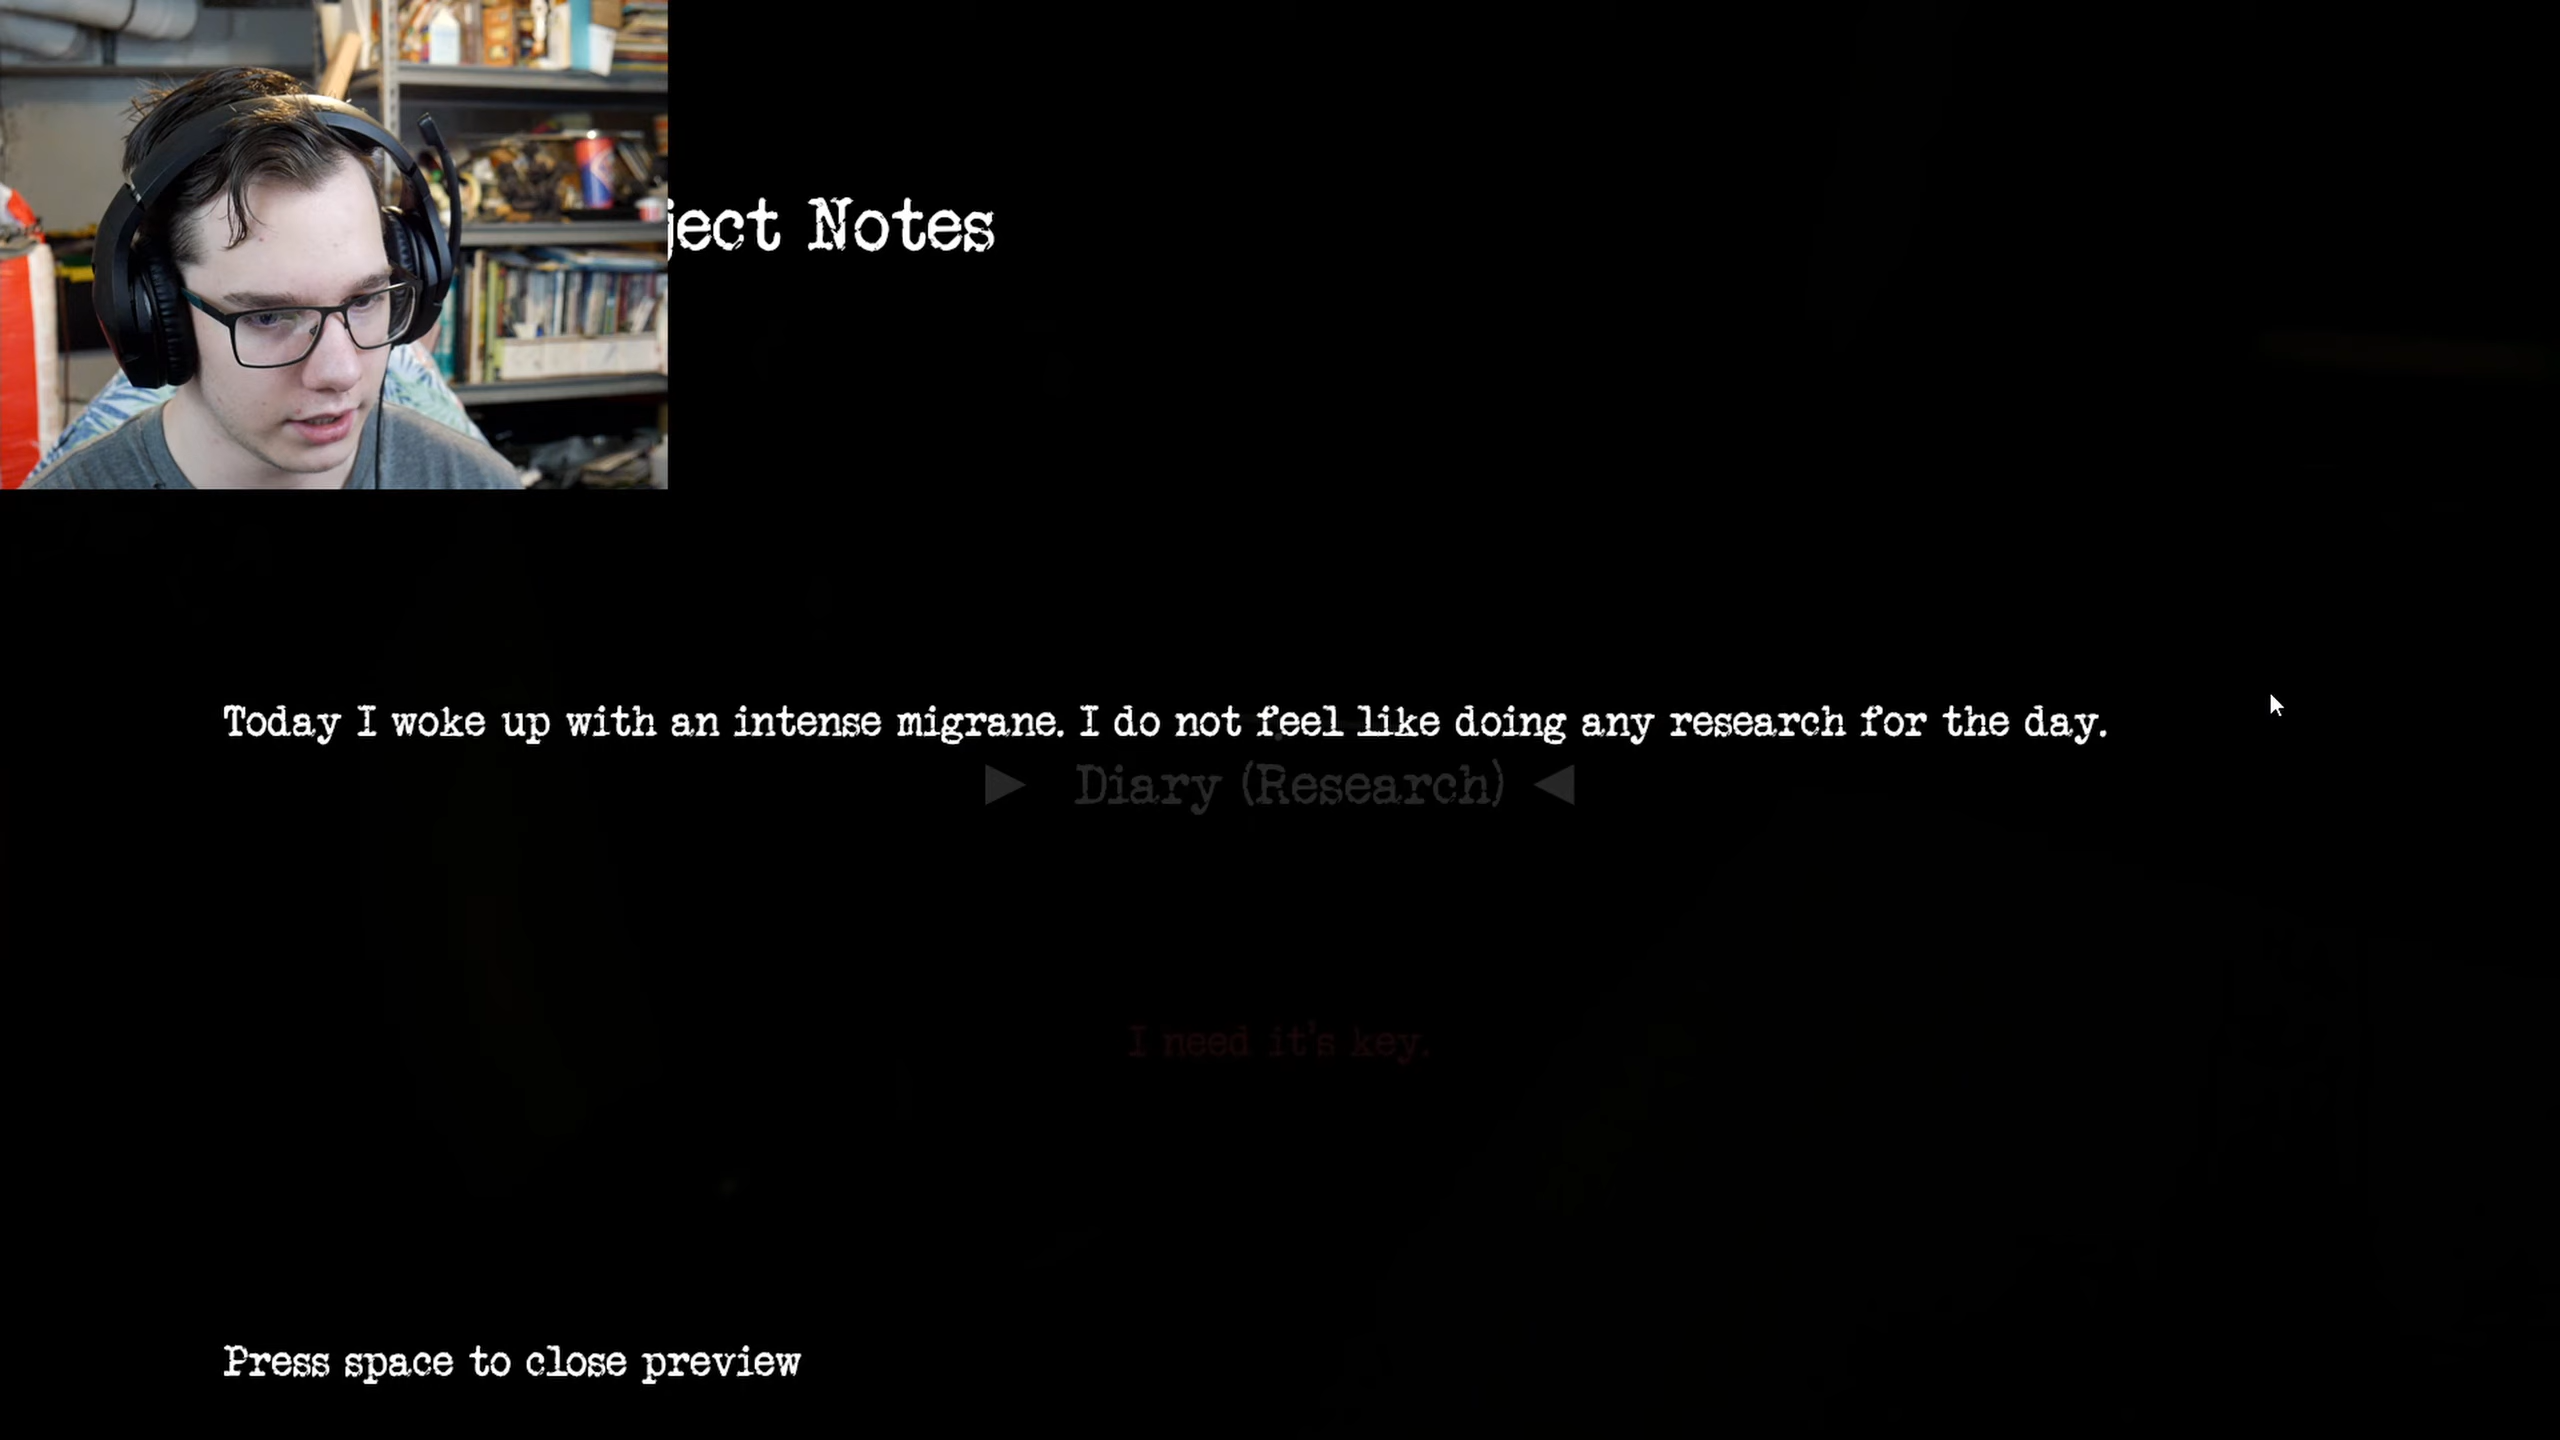 ject Notes
Today I woke up with an intense migrane. I do not feel like doing any research for the day.
Diary (Research)
I need it's key.
Press space to close preview